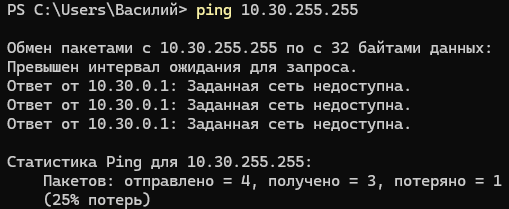 PS C:\Users\Василий> ping 10.30.255.255
Обмен пакетами с 10.30.255.255 по с 32 байтами данных:
Превышен интервал ожидания для запроса.
Ответ от 10.30.0.1: Заданная сеть недоступна.
Ответ от 10.30.0.1: Заданная сеть недоступна.
Ответ от 10.30.0.1: Заданная сеть недоступна.
Статистика Ping для 10.30.255.255:
Пакетов: отправлено = 4, получено = 3, потеряно = 1
(25% потерь)